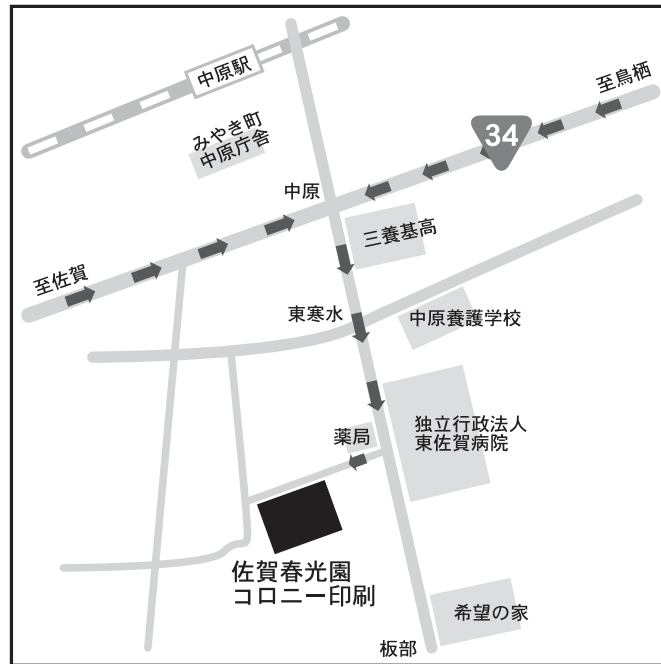 中原駅
至鳥栖
34
みやき町
中原庁舎
中原
三養基高
至佐賀
東寒水
中原養護学校
独立行政法人
東佐賀病院
薬局
佐賀春光園
コロニー印刷
希望の家
板部